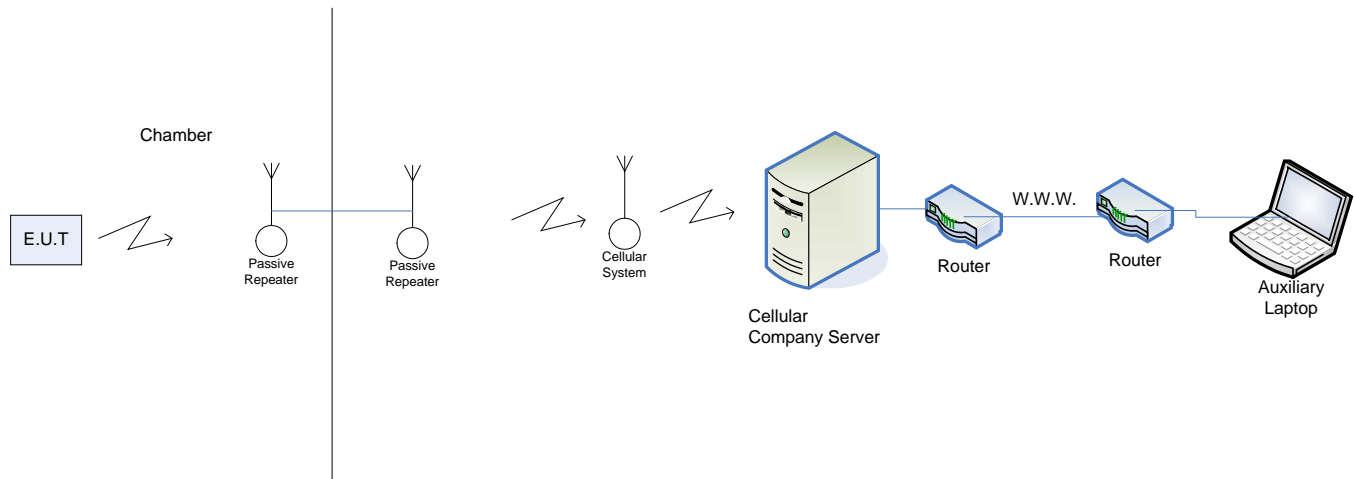 Chamber
E.U.T
Passive
Repeater
Passive
Repeater
Cellular
System
Cellular
Company Server
Router
W.W.W.
Router
Auxiliary
Laptop